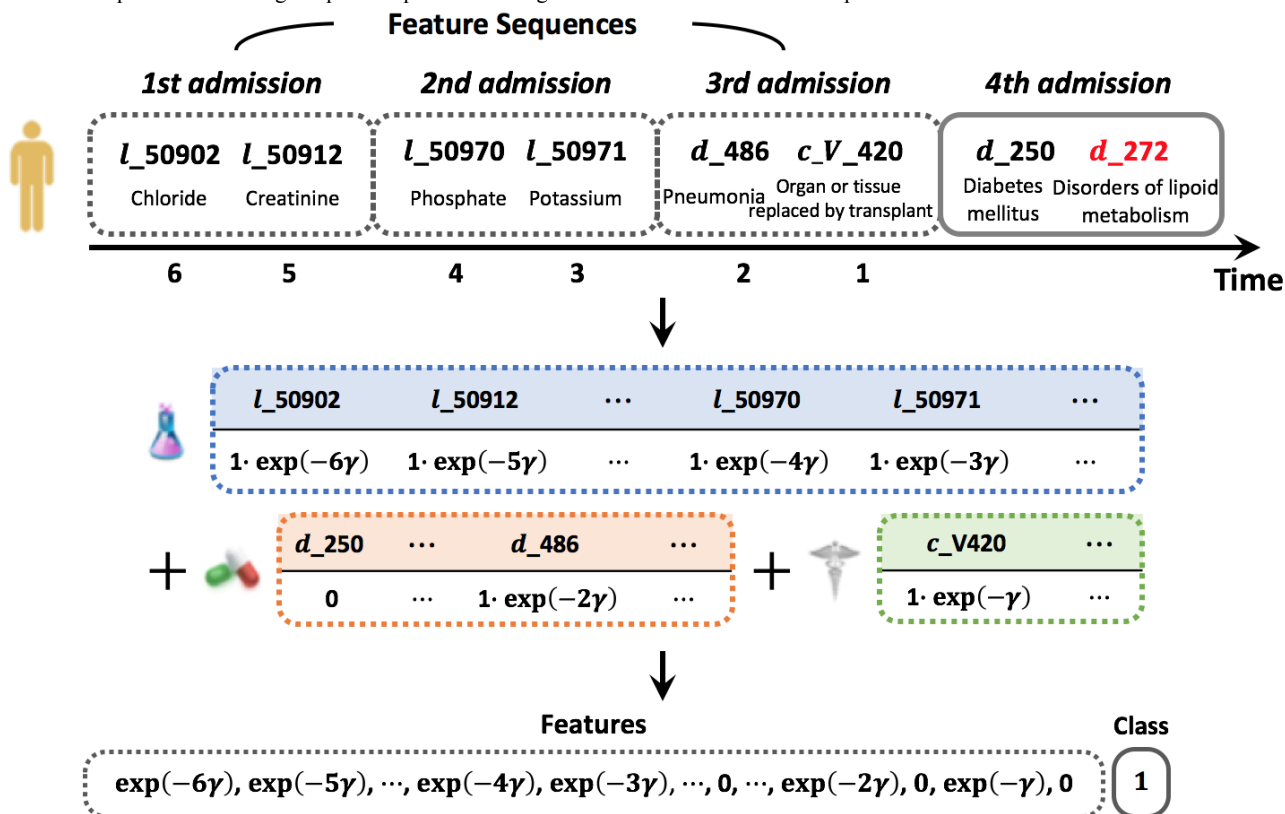 Feature Sequences
1st admission 2nd admission 3rd admission 4th admission
l_50902 l_50912 l_50970 l_50971 d_486 c_V_420 d_250 d_272
Chloride Creatinine Phosphate Potassium Pneumonia Organ or tissue replaced by transplant Diabetes mellitus Disorders of lipoid metabolism
6 5 4 3 2 1
Time
l_50902 l_50912 ⋯ l_50970 l_50971 ⋯
1· exp(−6γ) 1· exp(−5γ) ⋯ 1· exp(−4γ) 1· exp(−3γ) ⋯
d_250 ⋯ d_486 ⋯ c_V420 ⋯
+ +
0 ⋯ 1· exp(−2γ) ⋯ 1· exp(−γ) ⋯
Features Class
exp(−6γ), exp(−5γ), ⋯, exp(−4γ), exp(−3γ), ⋯, 0, ⋯, exp(−2γ), 0, exp(−γ), 0 1